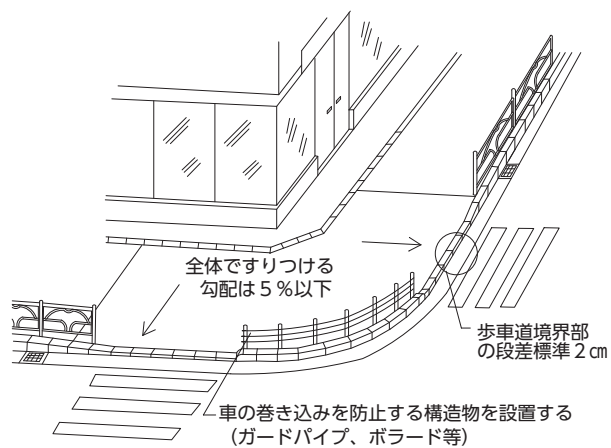 全体ですりつける
勾配は5%以下
歩車道境界部
の段差標準2㎝
車の巻き込みを防止する構造物を設置する
（ガードパイプ、ボラード等）